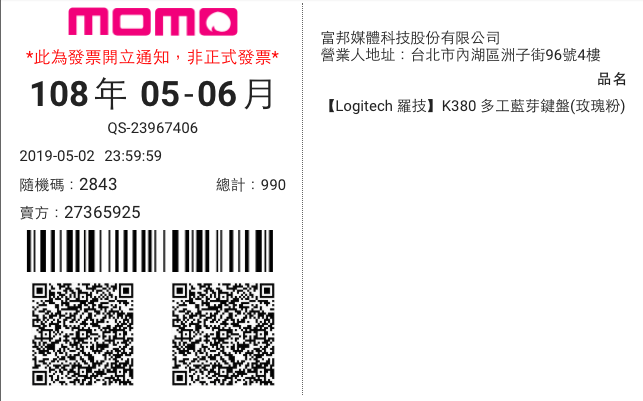 momo
*此為發票開立通知，非正式發票*
108年 05-06月
QS-23967406
2019-05-02 23:59:59
隨機碼：2843 總計：990
賣方：27365925
富邦媒體科技股份有限公司
營業人地址：台北市內湖區洲子街96號4樓
品名
【Logitech 羅技】K380 多工藍芽鍵盤(玫瑰粉)